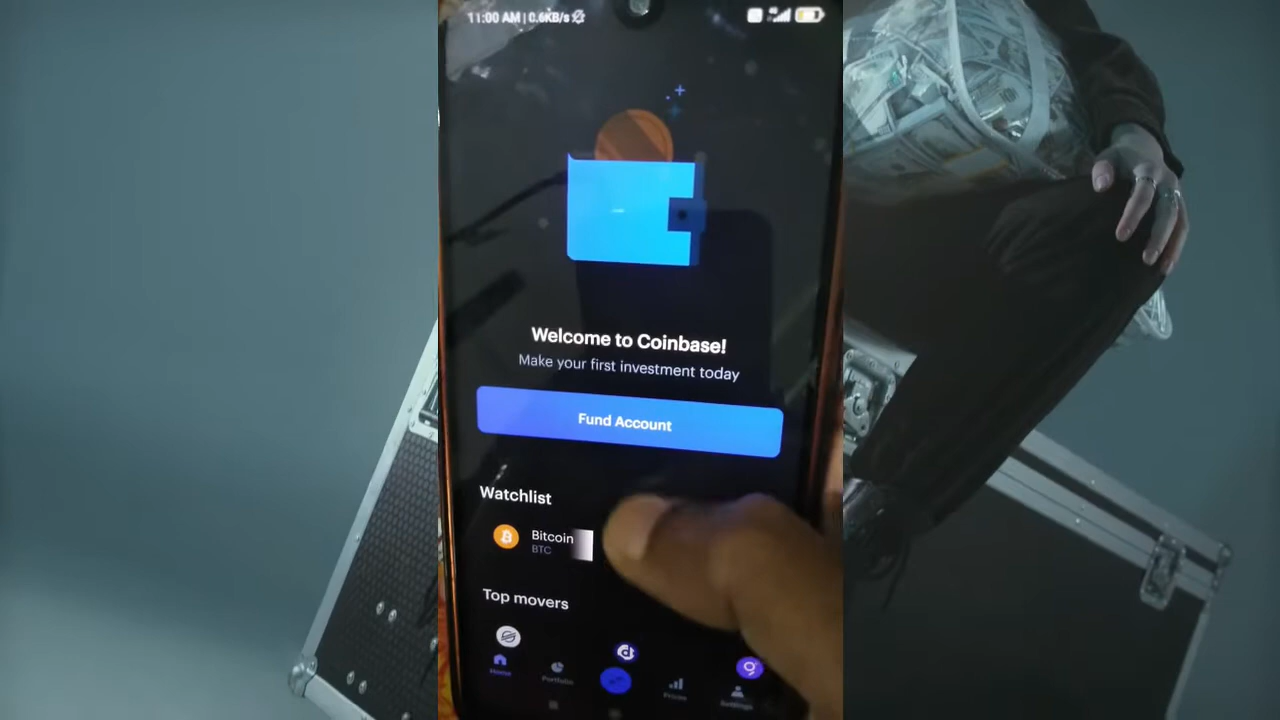 11:00 AM | 0.6KB/s
Welcome to Coinbase!
Make your first investment today
Fund Account
Watchlist
Bitcoin
BTC
Top movers
Home
Portfolio
Prices
Settings